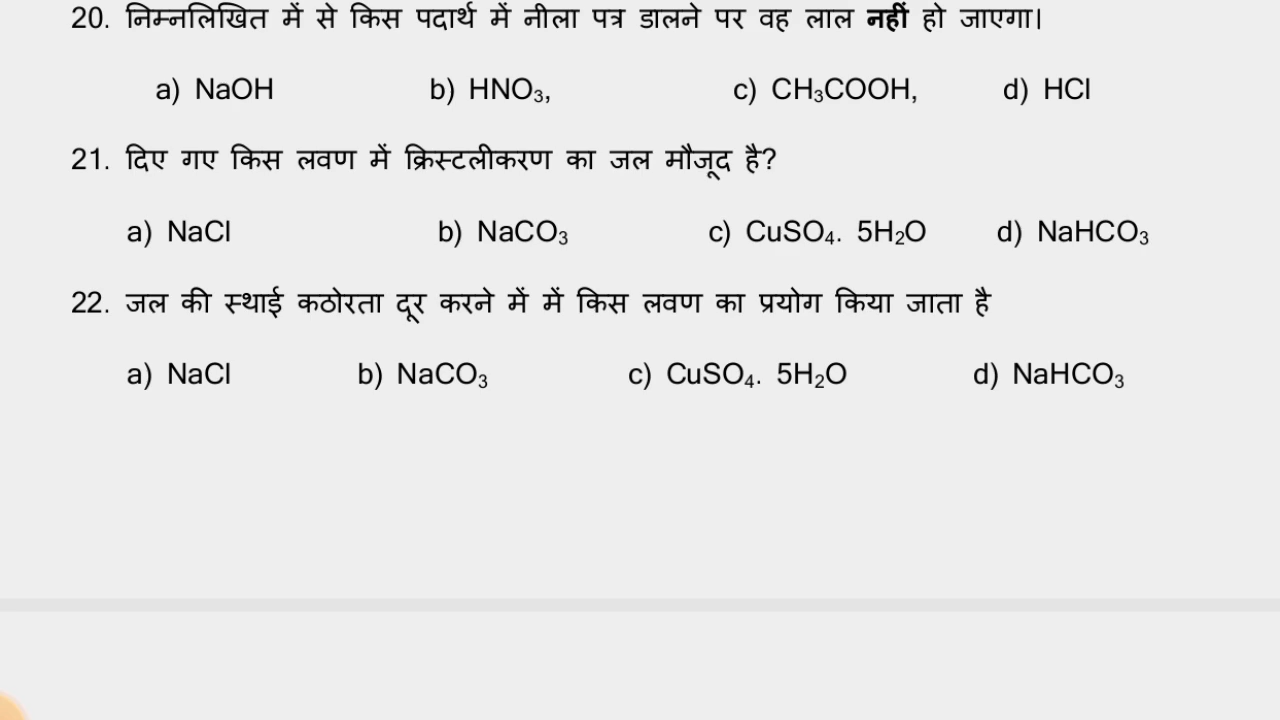 20. निम्नलिखित में से किस पदार्थ में नीला पत्र डालने पर वह लाल नहीं हो जाएगा।
a) NaOH b) HNO₃, c) CH₃COOH, d) HCl
21. दिए गए किस लवण में क्रिस्टलीकरण का जल मौजूद है?
a) NaCl b) NaCO₃ c) CuSO₄. 5H₂O d) NaHCO₃
22. जल की स्थाई कठोरता दूर करने में में किस लवण का प्रयोग किया जाता है
a) NaCl b) NaCO₃ c) CuSO₄. 5H₂O d) NaHCO₃